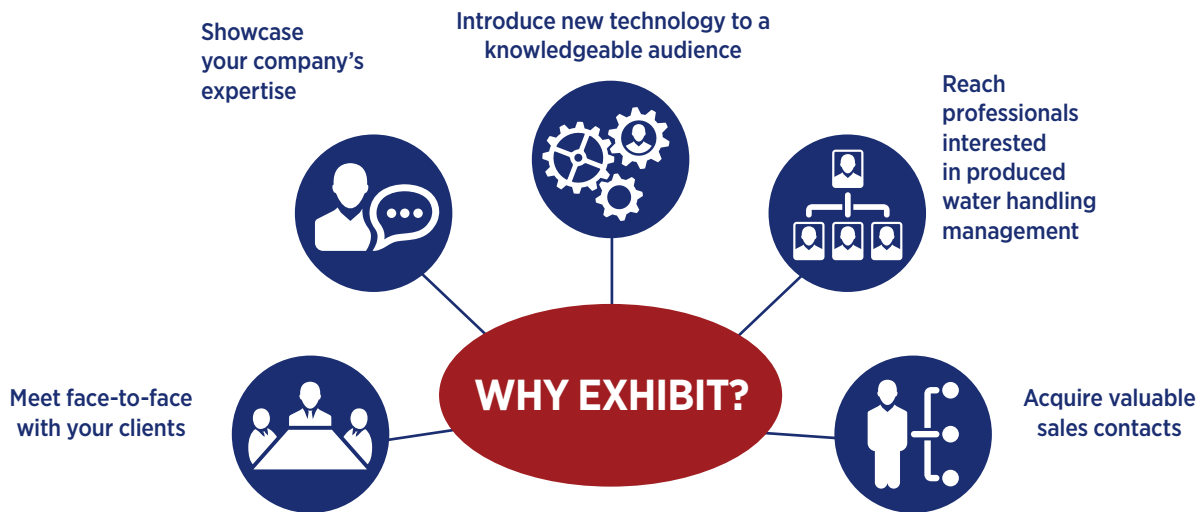 Showcase
your company’s
expertise
Introduce new technology to a
knowledgeable audience
Reach
professionals
interested
in produced
water handling
management
Meet face-to-face
with your clients
WHY EXHIBIT?
Acquire valuable
sales contacts